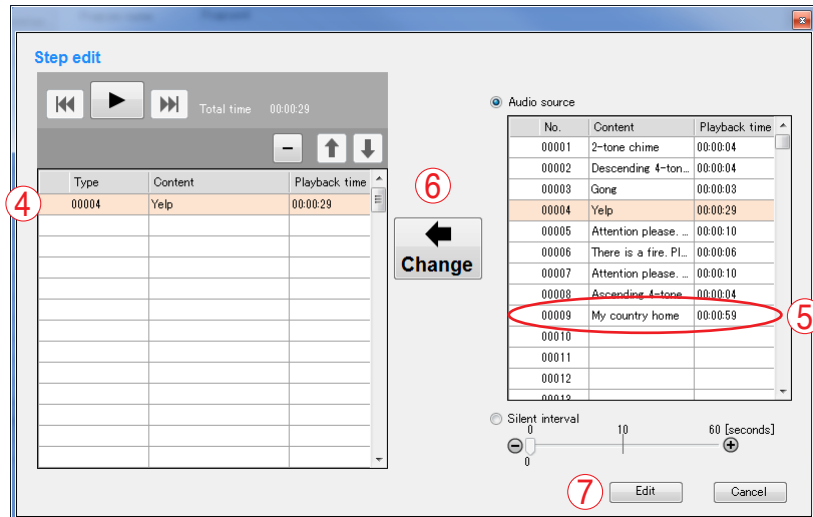 Step edit
Total time 00:00:29
−
Type Content Playback time
④ 00004 Yelp 00:00:29
⑥
Change
Audio source
No. Content Playback time
00001 2-tone chime 00:00:04
00002 Descending 4-ton... 00:00:04
00003 Gong 00:00:03
00004 Yelp 00:00:29
00005 Attention please. ... 00:00:10
00006 There is a fire. Pl... 00:00:06
00007 Attention please. ... 00:00:10
00008 Ascending 4-tone 00:00:04
00009 My country home 00:00:59 ⑤
00010
00011
00012
00013
Silent interval
0 10 60 [seconds]
0
⑦ Edit Cancel